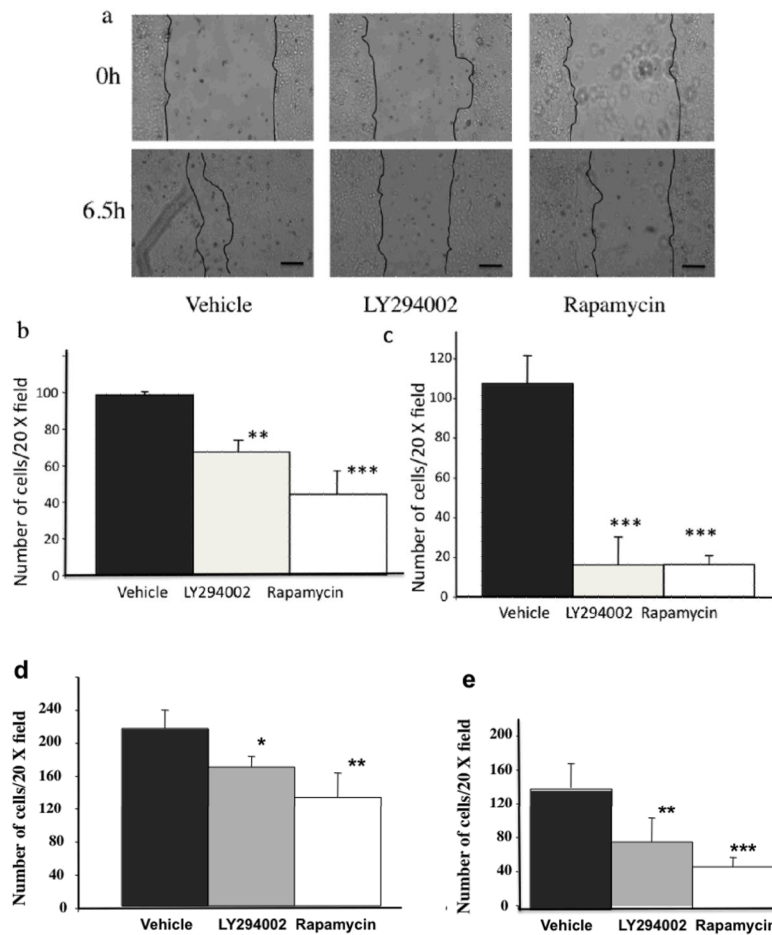 a
0h
6.5h
Vehicle LY294002 Rapamycin
b
Number of cells/20 X field
100
80
60
40
20
0
**
***
Vehicle LY294002 Rapamycin
c
Number of cells/20 X field
120
100
80
60
40
20
0
***
***
Vehicle LY294002 Rapamycin
d
Number of cells/20 X field
240
200
160
120
80
40
0
*
**
Vehicle LY294002 Rapamycin
e
Number of cells/20 X field
200
160
120
80
40
0
**
***
Vehicle LY294002 Rapamycin